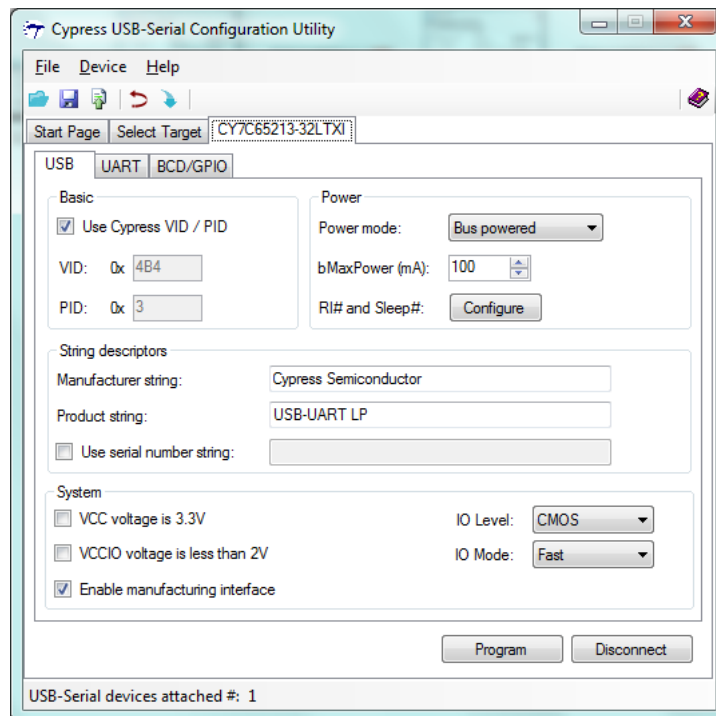 Cypress USB-Serial Configuration Utility
File Device Help
Start Page Select Target CY7C65213-32LTXI
USB UART BCD/GPIO
Basic
Use Cypress VID / PID
VID: 0x 4B4
PID: 0x 3
Power
Power mode: Bus powered
bMaxPower (mA): 100
RI# and Sleep#: Configure
String descriptors
Manufacturer string: Cypress Semiconductor
Product string: USB-UART LP
Use serial number string:
System
VCC voltage is 3.3V
VCCIO voltage is less than 2V
Enable manufacturing interface
IO Level: CMOS
IO Mode: Fast
Program Disconnect
USB-Serial devices attached #: 1